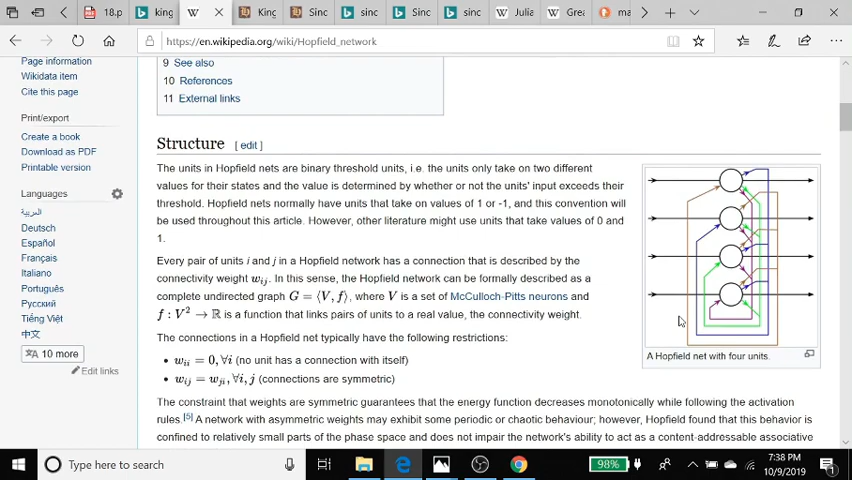 18.p
king
King
Sinc
sinc
Sinc
sinc
Julia
Grea
ma
https://en.wikipedia.org/wiki/Hopfield_network
Page information
Wikidata item
Cite this page
Print/export
Create a book
Download as PDF
Printable version
Languages
العربية
Deutsch
Español
Français
Italiano
Português
Русский
Tiếng Việt
中文
10 more
Edit links
9 See also
10 References
11 External links
Structure [ edit ]
The units in Hopfield nets are binary threshold units, i.e. the units only take on two different
values for their states and the value is determined by whether or not the units' input exceeds their
threshold. Hopfield nets normally have units that take on values of 1 or -1, and this convention will
be used throughout this article. However, other literature might use units that take values of 0 and
1.
Every pair of units i and j in a Hopfield network has a connection that is described by the
connectivity weight wᵢⱼ. In this sense, the Hopfield network can be formally described as a
complete undirected graph G = ⟨V, f⟩, where V is a set of McCulloch-Pitts neurons and
f : V² → ℝ is a function that links pairs of units to a real value, the connectivity weight.
The connections in a Hopfield net typically have the following restrictions:
• wᵢᵢ = 0, ∀i (no unit has a connection with itself)
• wᵢⱼ = wⱼᵢ, ∀i, j (connections are symmetric)
The constraint that weights are symmetric guarantees that the energy function decreases monotonically while following the activation
rules.[5] A network with asymmetric weights may exhibit some periodic or chaotic behaviour; however, Hopfield found that this behavior is
confined to relatively small parts of the phase space and does not impair the network's ability to act as a content-addressable associative
A Hopfield net with four units.
Type here to search
98%
7:38 PM
10/9/2019
1